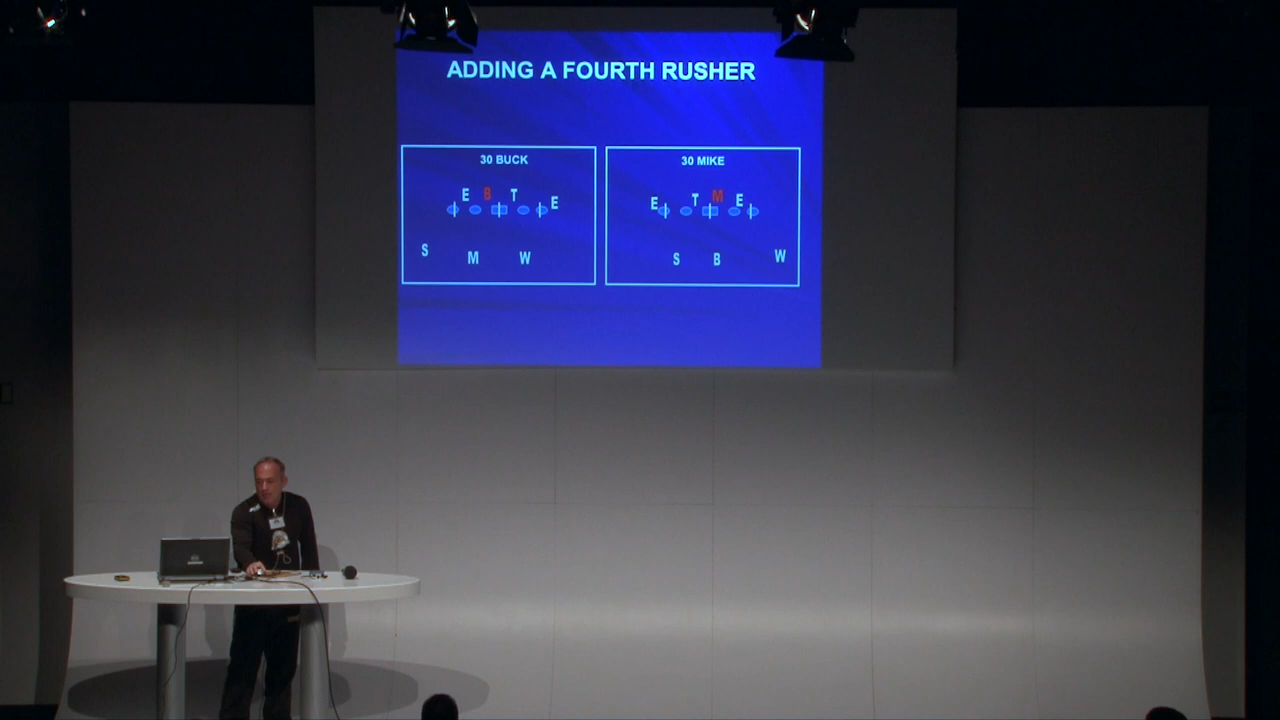 ADDING A FOURTH RUSHER
30 BUCK
E B T E
S M W
30 MIKE
E T M E
S B W